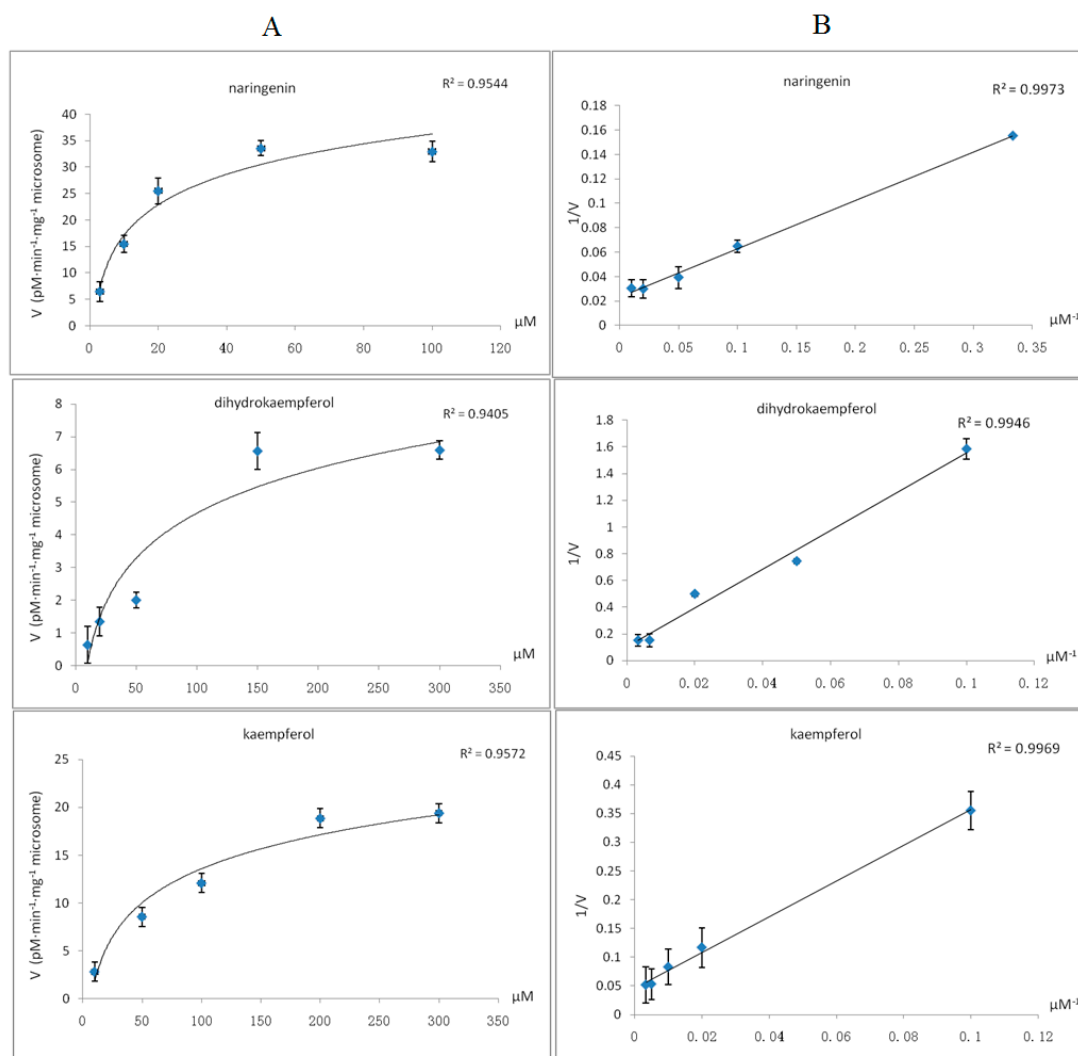 A
B
naringenin
R² = 0.9544
V (pM·min⁻¹·mg⁻¹ microsome)
40
35
30
25
20
15
10
5
0
0 20 40 60 80 100 120
μM
naringenin
R² = 0.9973
1/V
0.18
0.16
0.14
0.12
0.1
0.08
0.06
0.04
0.02
0
0 0.05 0.1 0.15 0.2 0.25 0.3 0.35
μM⁻¹
dihydrokaempferol
R² = 0.9405
V (pM·min⁻¹·mg⁻¹ microsome)
8
7
6
5
4
3
2
1
0
0 50 100 150 200 250 300 350
μM
dihydrokaempferol
R² = 0.9946
1/V
1.8
1.6
1.4
1.2
1
0.8
0.6
0.4
0.2
0
0 0.02 0.04 0.06 0.08 0.1 0.12
μM⁻¹
kaempferol
R² = 0.9572
V (pM·min⁻¹·mg⁻¹ microsome)
25
20
15
10
5
0
0 50 100 150 200 250 300 350
μM
kaempferol
R² = 0.9969
1/V
0.45
0.4
0.35
0.3
0.25
0.2
0.15
0.1
0.05
0
0 0.02 0.04 0.06 0.08 0.1 0.12
μM⁻¹